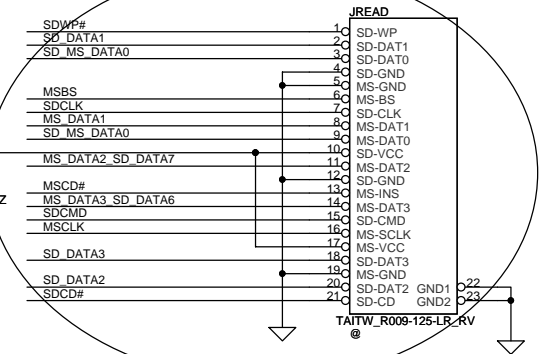 JREAD
SDWP# 1 SD-WP
SD_DATA1 2 SD-DAT1
SD_MS_DATA0 3 SD-DAT0
4 SD-GND
5 MS-GND
MSBS 6 MS-BS
SDCLK 7 SD-CLK
MS_DATA1 8 MS-DAT1
SD_MS_DATA0 9 MS-DAT0
10 SD-VCC
MS_DATA2_SD_DATA7 11 MS-DAT2
12 SD-GND
MSCD# 13 MS-INS
z MS_DATA3_SD_DATA6 14 MS-DAT3
SDCMD 15 SD-CMD
MSCLK 16 MS-SCLK
17 MS-VCC
SD_DATA3 18 SD-DAT3
19 MS-GND
SD_DATA2 20 SD-DAT2 GND1 22
SDCD# 21 SD-CD GND2 23
TAITW_R009-125-LR_RV
@